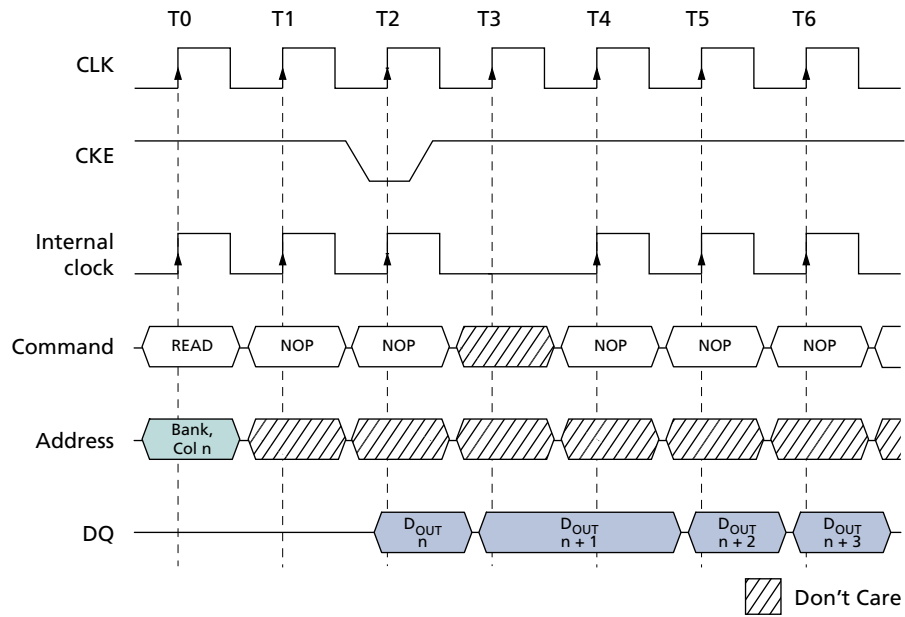 T0 T1 T2 T3 T4 T5 T6
CLK
CKE
Internal
clock
Command READ NOP NOP NOP NOP NOP
Address Bank,
Col n
DQ DOUT DOUT DOUT DOUT
n n + 1 n + 2 n + 3
Don't Care